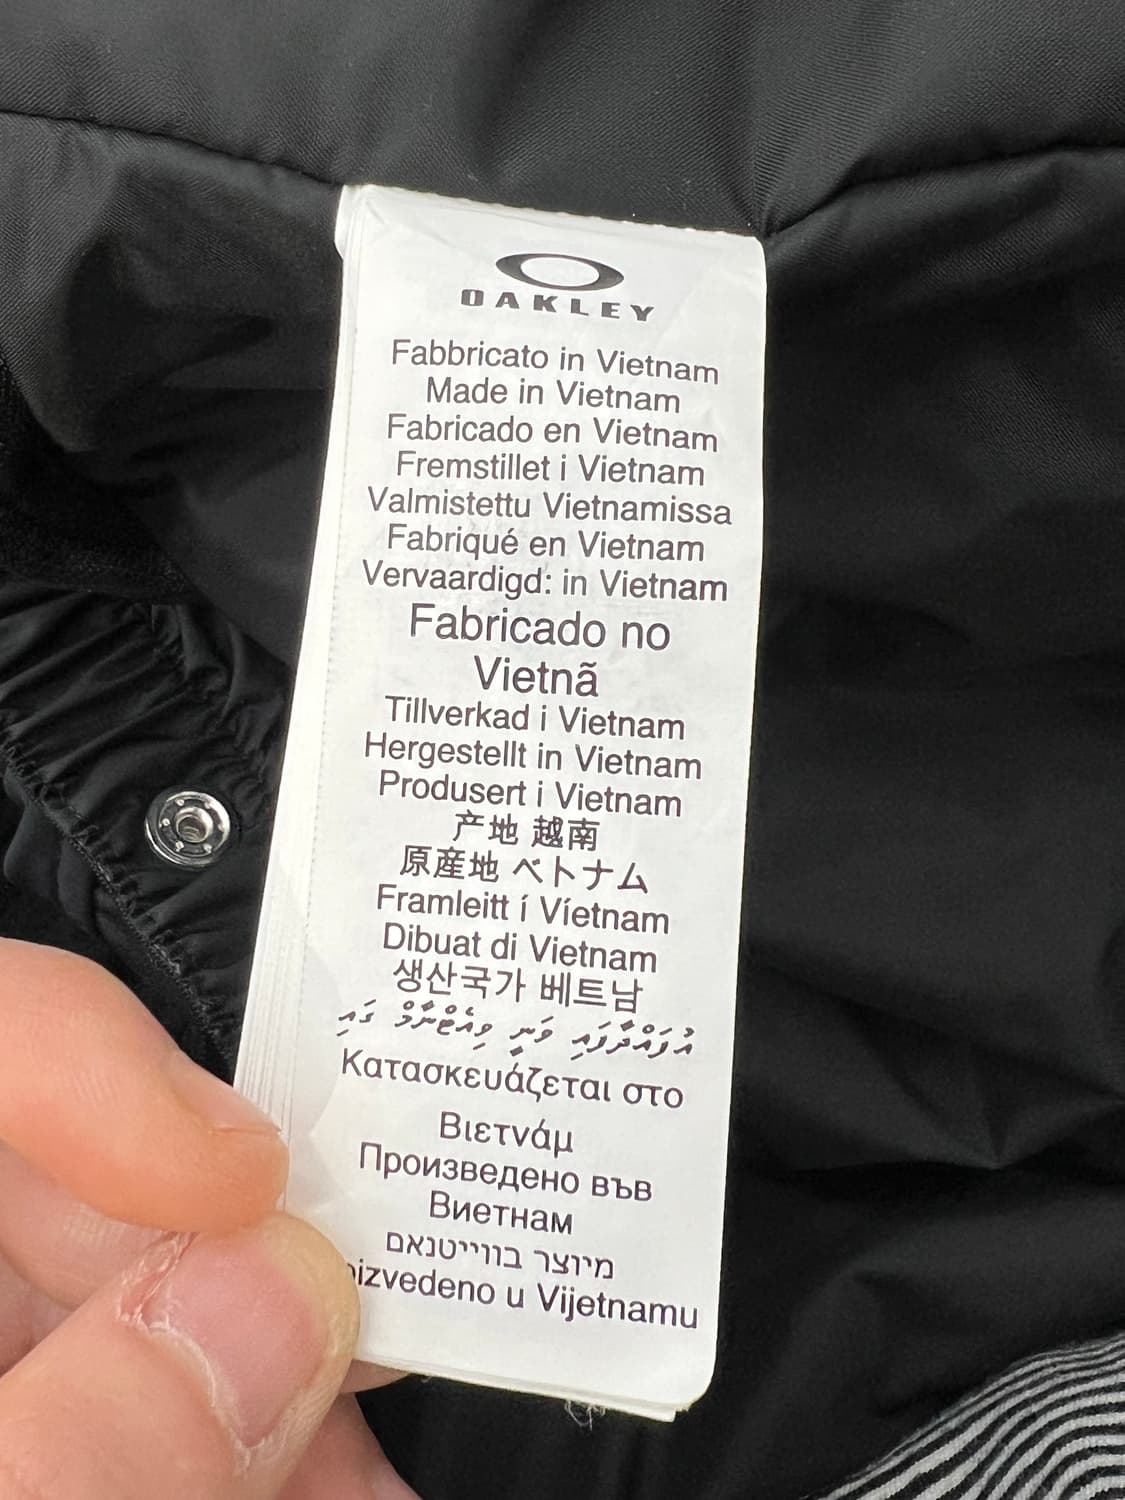 OAKLEY
Fabbricato in Vietnam
Made in Vietnam
Fabricado en Vietnam
Fremstillet i Vietnam
Valmistettu Vietnamissa
Fabriqué en Vietnam
Vervaardigd: in Vietnam
Fabricado no
Vietnã
Tillverkad i Vietnam
Hergestellt in Vietnam
Produsert i Vietnam
产地 越南
原産地 ベトナム
Framleitt í Víetnam
Dibuat di Vietnam
생산국가 베트남
އުފައްދާފައި ވަނީ ވިއެޓްނާމް ގައި
Κατασκευάζεται στο
Βιετνάμ
Произведено във
Виетнам
מיוצר בווייטנאם
u Vijetnamu